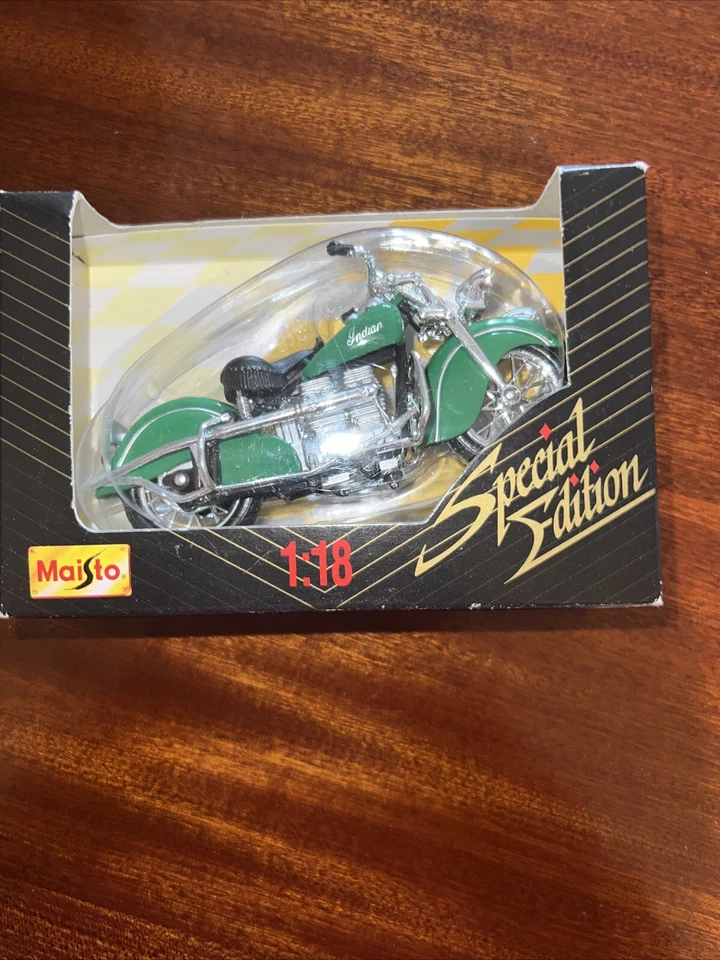 Indian
Special
Edition
1:18
Maisto